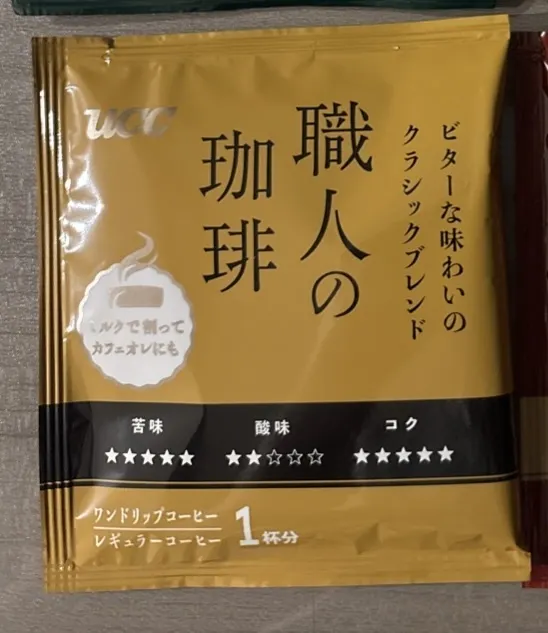 UCC
職人の
珈琲
ビターな味わいの
クラシックブレンド
ミルクで割って
カフェオレにも
苦味
★★★★★
酸味
★★☆☆☆
コク
★★★★★
ワンドリップコーヒー
レギュラーコーヒー
1杯分